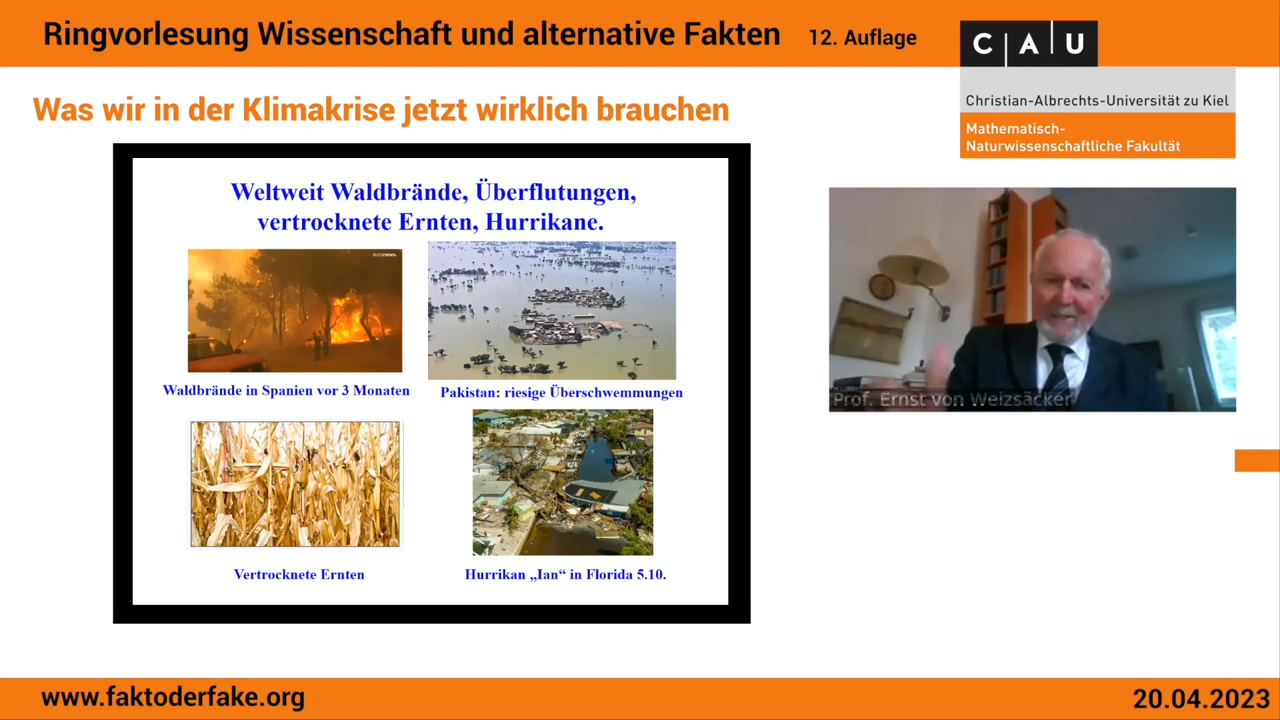 Ringvorlesung Wissenschaft und alternative Fakten 12. Auflage
CAU
Christian-Albrechts-Universität zu Kiel
Mathematisch-
Naturwissenschaftliche Fakultät
Was wir in der Klimakrise jetzt wirklich brauchen
Weltweit Waldbrände, Überflutungen,
vertrocknete Ernten, Hurrikane.
euronews.
Waldbrände in Spanien vor 3 Monaten
Pakistan: riesige Überschwemmungen
Vertrocknete Ernten
Hurrikan „Ian“ in Florida 5.10.
Prof. Ernst von Weizsäcker
www.faktoderfake.org
20.04.2023